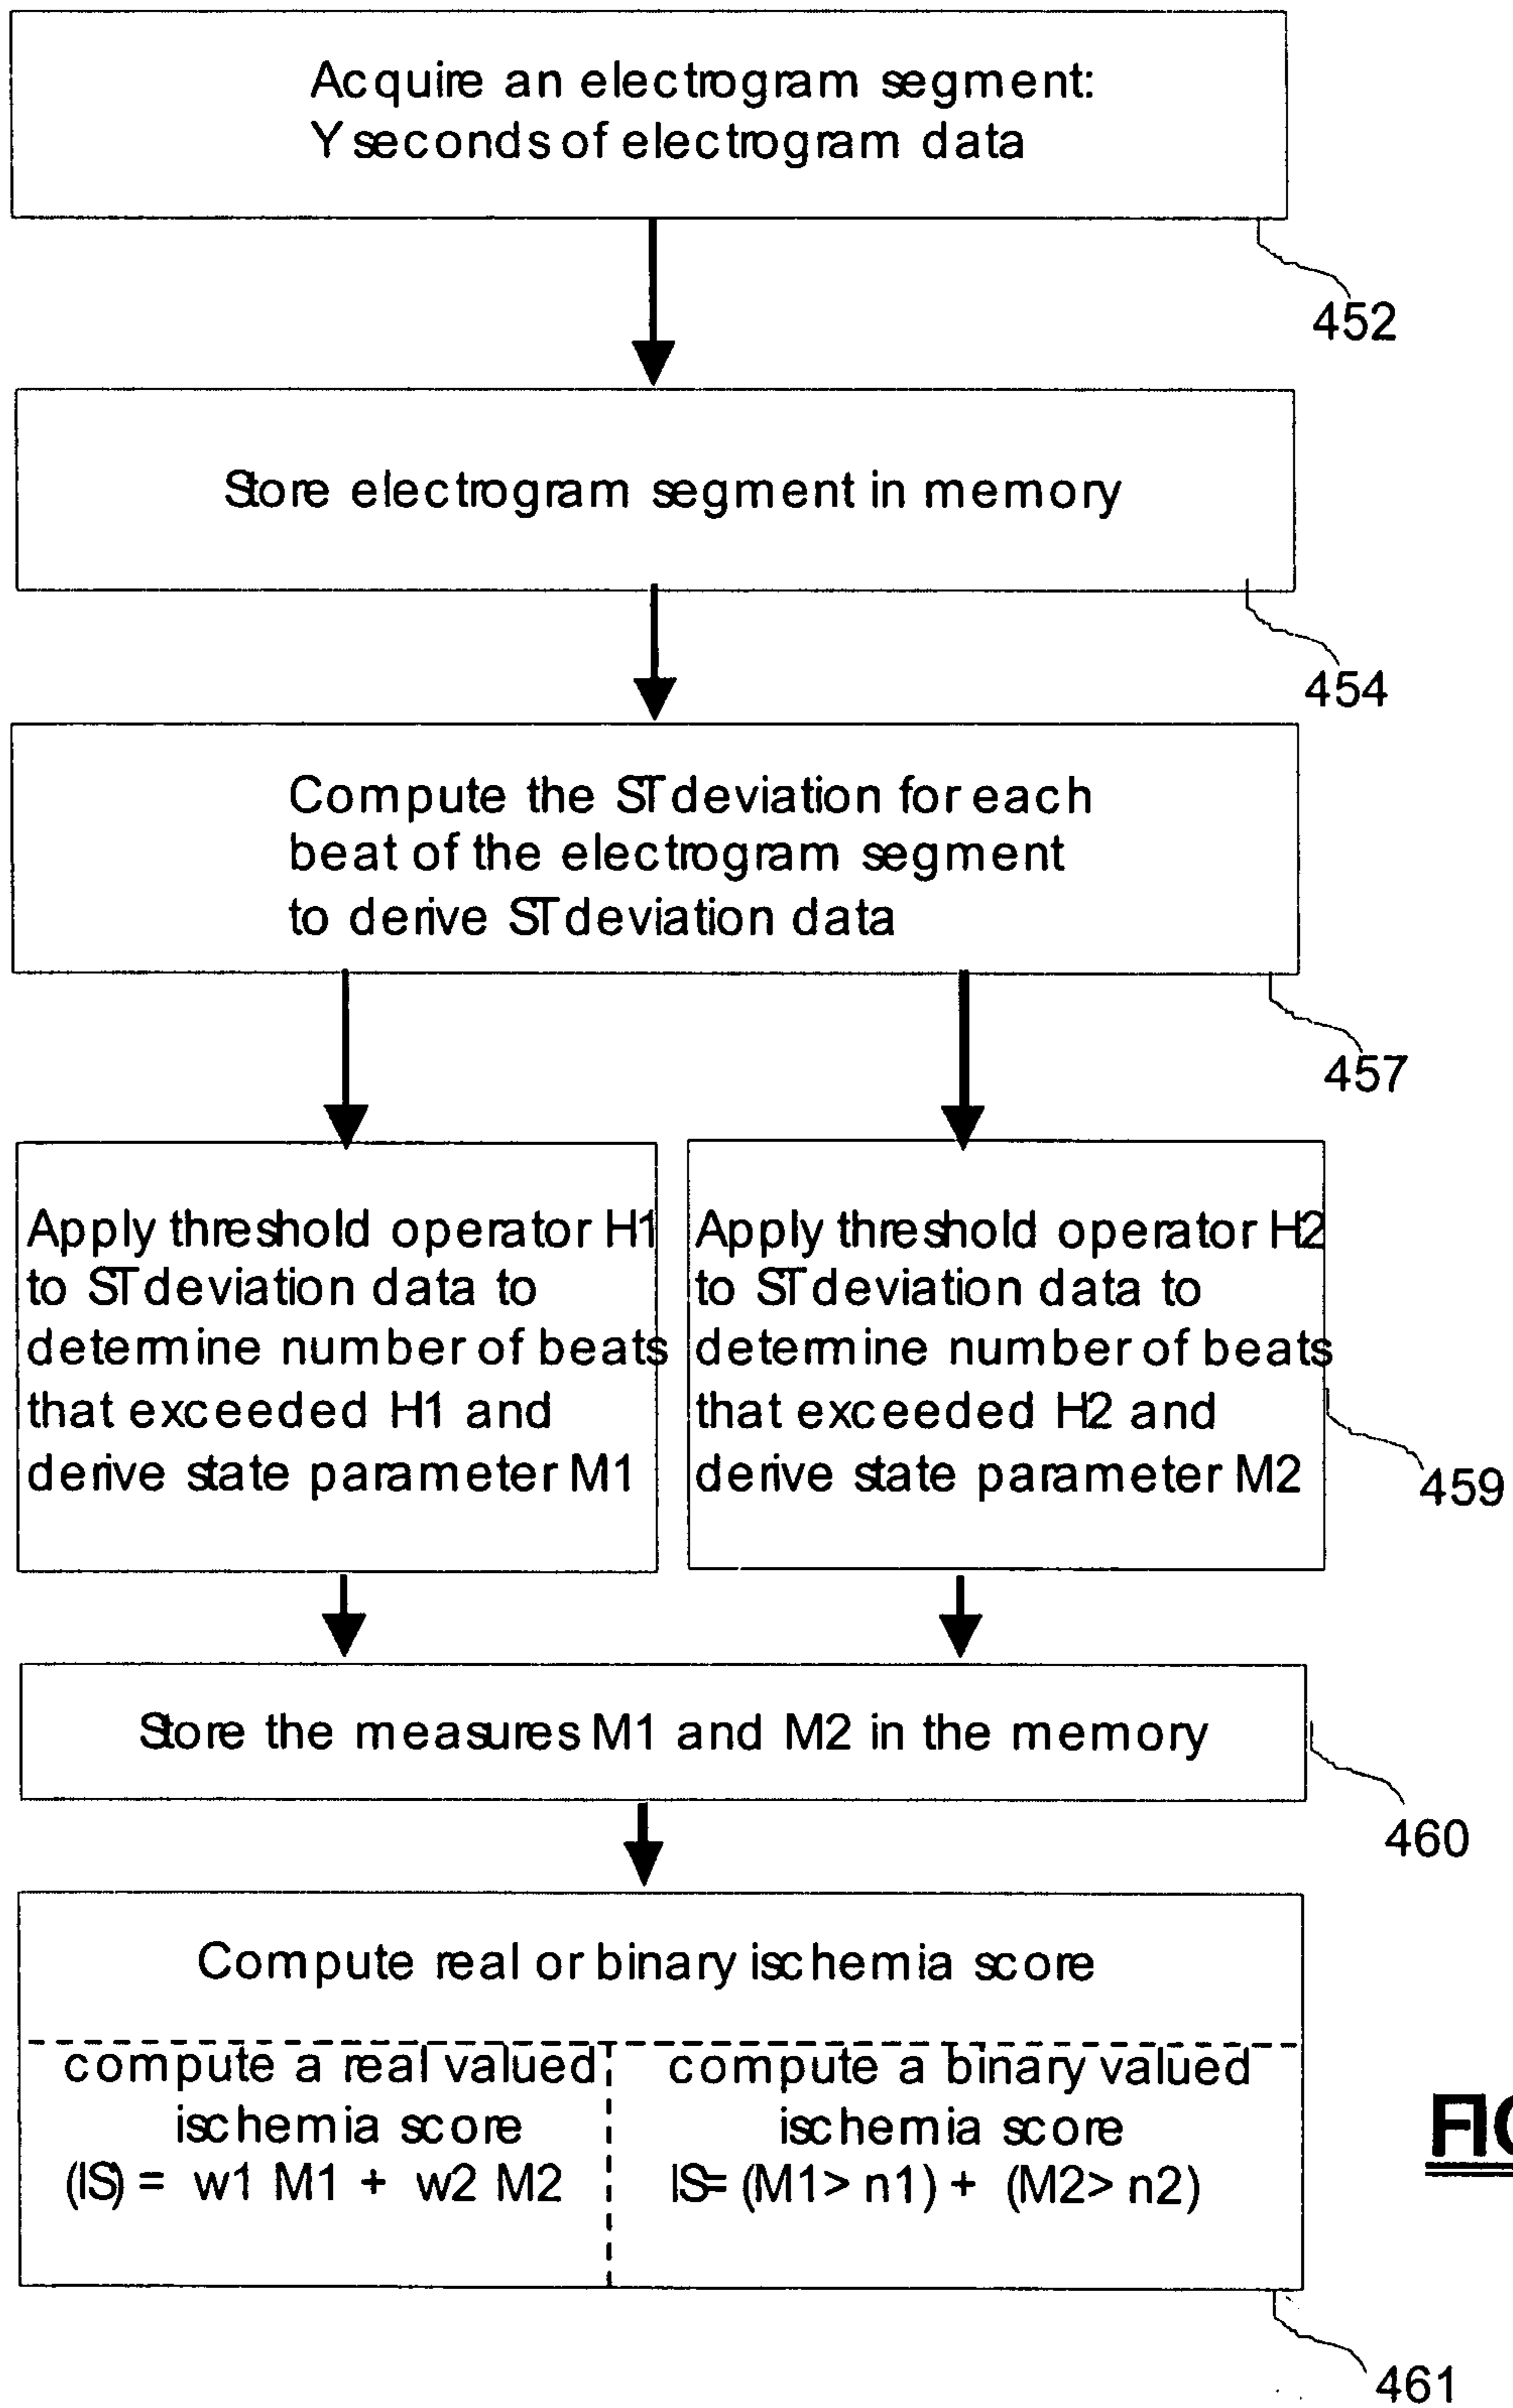 Acquire an electrogram segment:
Y seconds of electrogram data
452
Store electrogram segment in memory
454
Compute the ST deviation for each
beat of the electrogram segment
to derive ST deviation data
457
Apply threshold operator H1
to ST deviation data to
determine number of beats
that exceeded H1 and
derive state parameter M1
Apply threshold operator H2
to ST deviation data to
determine number of beats
that exceeded H2 and
derive state parameter M2
459
Store the measures M1 and M2 in the memory
460
Compute real or binary ischemia score
compute a real valued
ischemia score
(IS) = w1 M1 + w2 M2
compute a binary valued
ischemia score
IS= (M1> n1) + (M2> n2)
461